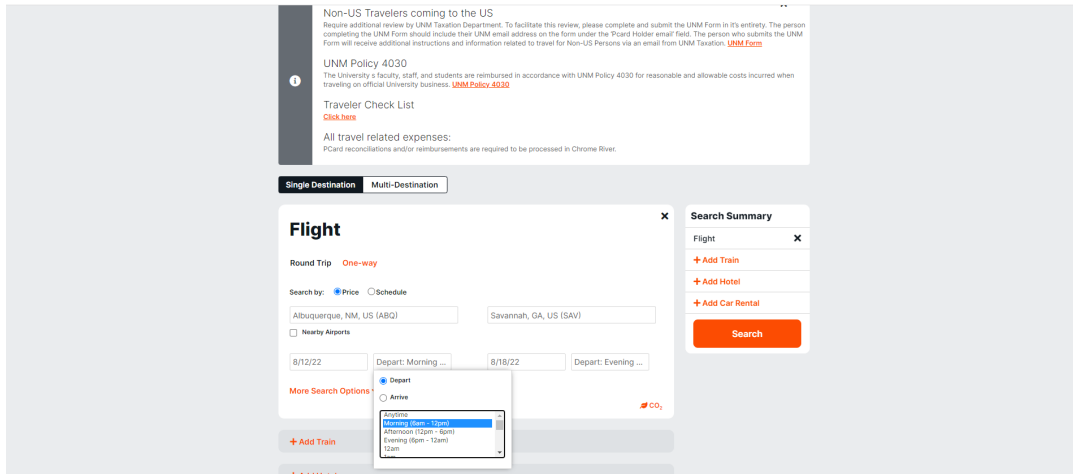 Non-US Travelers coming to the US
Require additional review by UNM Taxation Department. To facilitate this review, please complete and submit the UNM Form in it's entirety. The person
completing the UNM Form should include their UNM email address on the form under the 'Pcard Holder email' field. The person who submits the UNM
Form will receive additional instructions and information related to travel for Non-US Persons via an email from UNM Taxation. UNM Form
UNM Policy 4030
The University s faculty, staff, and students are reimbursed in accordance with UNM Policy 4030 for reasonable and allowable costs incurred when
traveling on official University business. UNM Policy 4030
Traveler Check List
Click here
All travel related expenses:
PCard reconciliations and/or reimbursements are required to be processed in Chrome River.
Single Destination Multi-Destination
Flight
Round Trip One-way
Search by: Price Schedule
Albuquerque, NM, US (ABQ) Savannah, GA, US (SAV)
Nearby Airports
8/12/22 Depart: Morning ... 8/18/22 Depart: Evening ...
More Search Options
Depart
Arrive
Anytime
Morning (6am - 12pm)
Afternoon (12pm - 6pm)
Evening (6pm - 12am)
12am
CO2
+ Add Train
Search Summary
Flight
+ Add Train
+ Add Hotel
+ Add Car Rental
Search